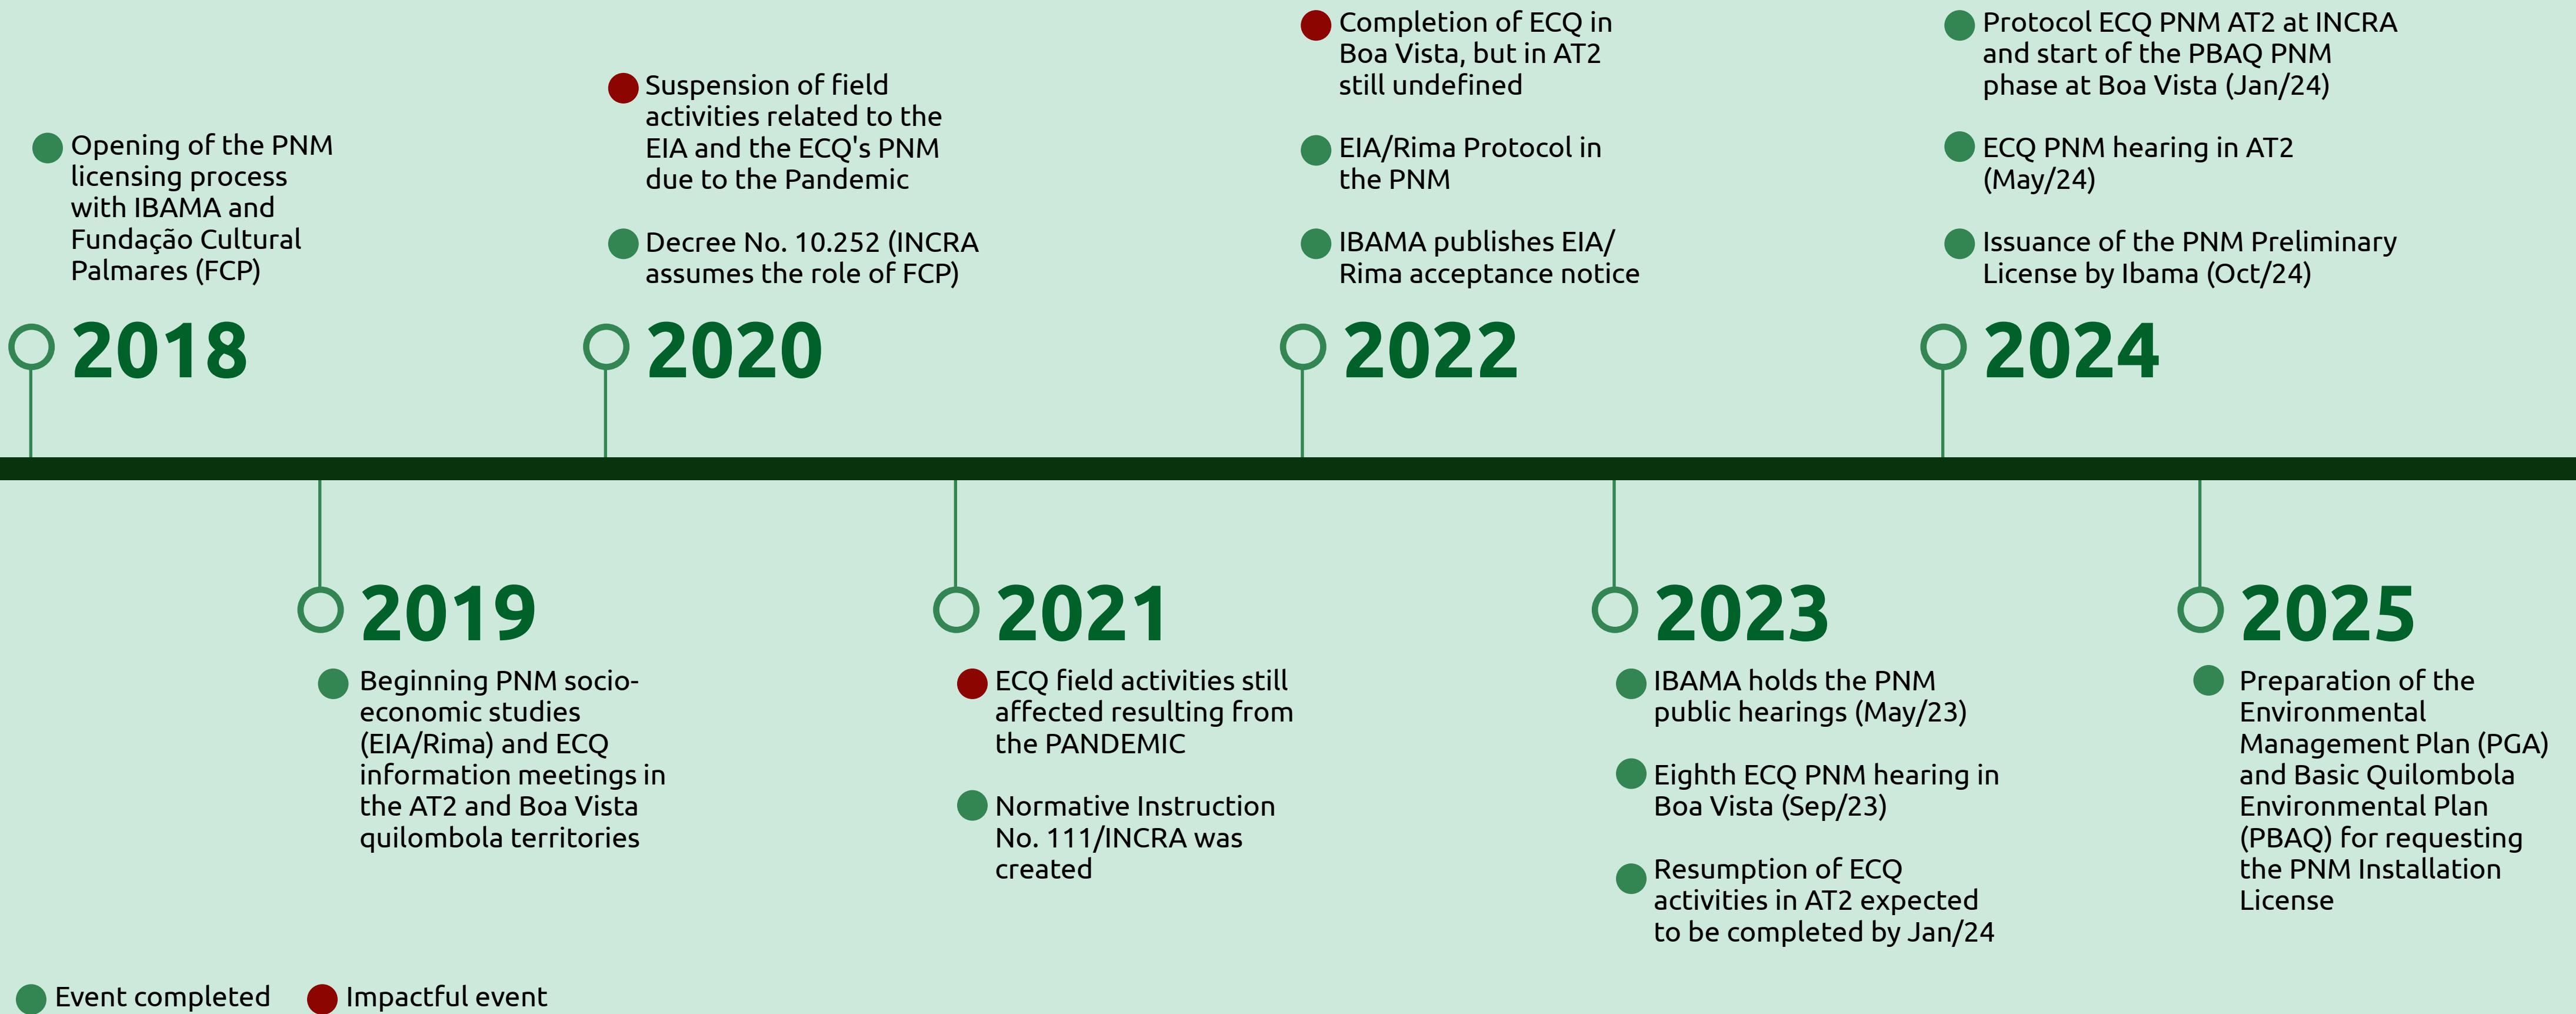 Opening of the PNM
licensing process
with IBAMA and
Fundação Cultural
Palmares (FCP)
2018
Suspension of field
activities related to the
EIA and the ECQ's PNM
due to the Pandemic
Decree No. 10.252 (INCRA
assumes the role of FCP)
2020
Completion of ECQ in
Boa Vista, but in AT2
still undefined
EIA/Rima Protocol in
the PNM
IBAMA publishes EIA/
Rima acceptance notice
2022
Protocol ECQ PNM AT2 at INCRA
and start of the PBAQ PNM
phase at Boa Vista (Jan/24)
ECQ PNM hearing in AT2
(May/24)
Issuance of the PNM Preliminary
License by Ibama (Oct/24)
2024
2019
Beginning PNM socio-
economic studies
(EIA/Rima) and ECQ
information meetings in
the AT2 and Boa Vista
quilombola territories
2021
ECQ field activities still
affected resulting from
the PANDEMIC
Normative Instruction
No. 111/INCRA was
created
2023
IBAMA holds the PNM
public hearings (May/23)
Eighth ECQ PNM hearing in
Boa Vista (Sep/23)
Resumption of ECQ
activities in AT2 expected
to be completed by Jan/24
2025
Preparation of the
Environmental
Management Plan (PGA)
and Basic Quilombola
Environmental Plan
(PBAQ) for requesting
the PNM Installation
License
Event completed
Impactful event